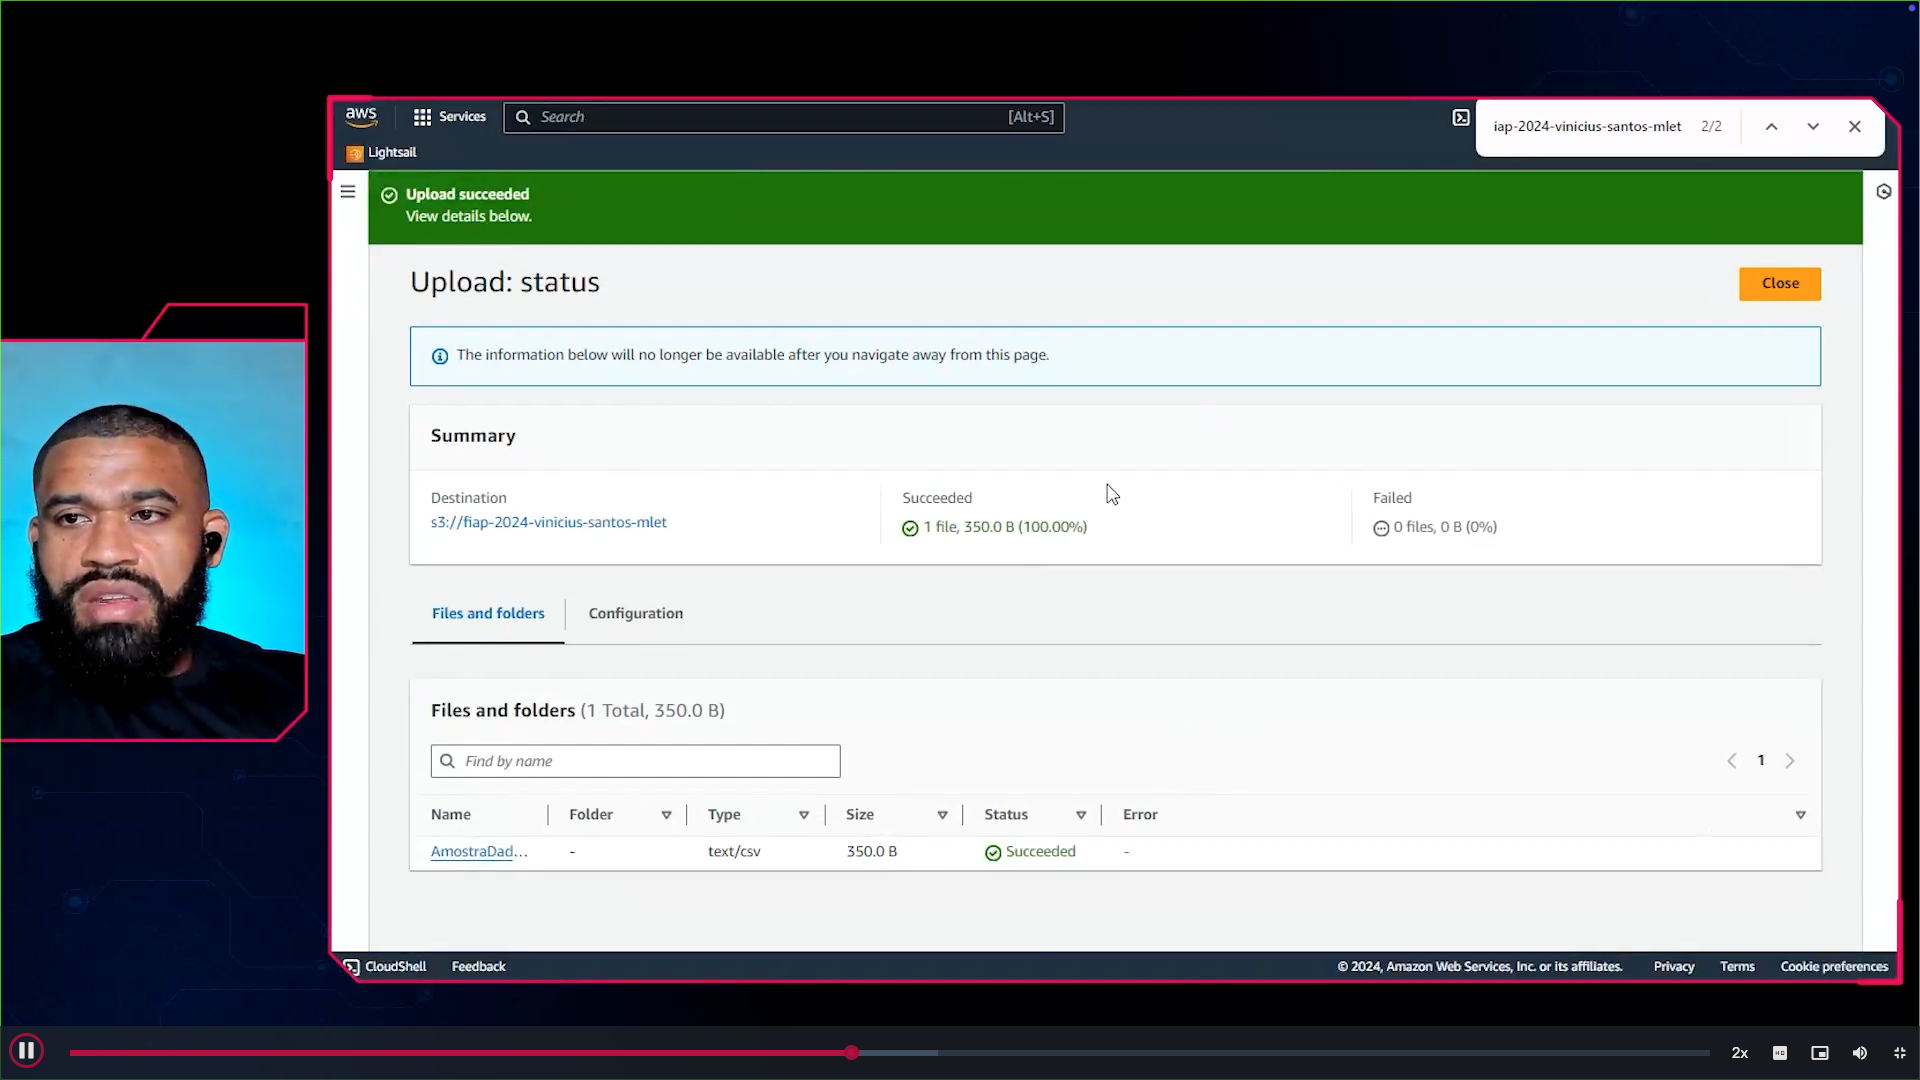 aws
Services
Search
[Alt+S]
iap-2024-vinicius-santos-mlet
2/2
Lightsail
Upload succeeded
View details below.
Upload: status
Close
The information below will no longer be available after you navigate away from this page.
Summary
Destination
s3://fiap-2024-vinicius-santos-mlet
Succeeded
1 file, 350.0 B (100.00%)
Failed
0 files, 0 B (0%)
Files and folders
Configuration
Files and folders (1 Total, 350.0 B)
Find by name
1
Name
Folder
Type
Size
Status
Error
AmostraDad...
-
text/csv
350.0 B
Succeeded
-
CloudShell
Feedback
© 2024, Amazon Web Services, Inc. or its affiliates.
Privacy
Terms
Cookie preferences
2x
HD